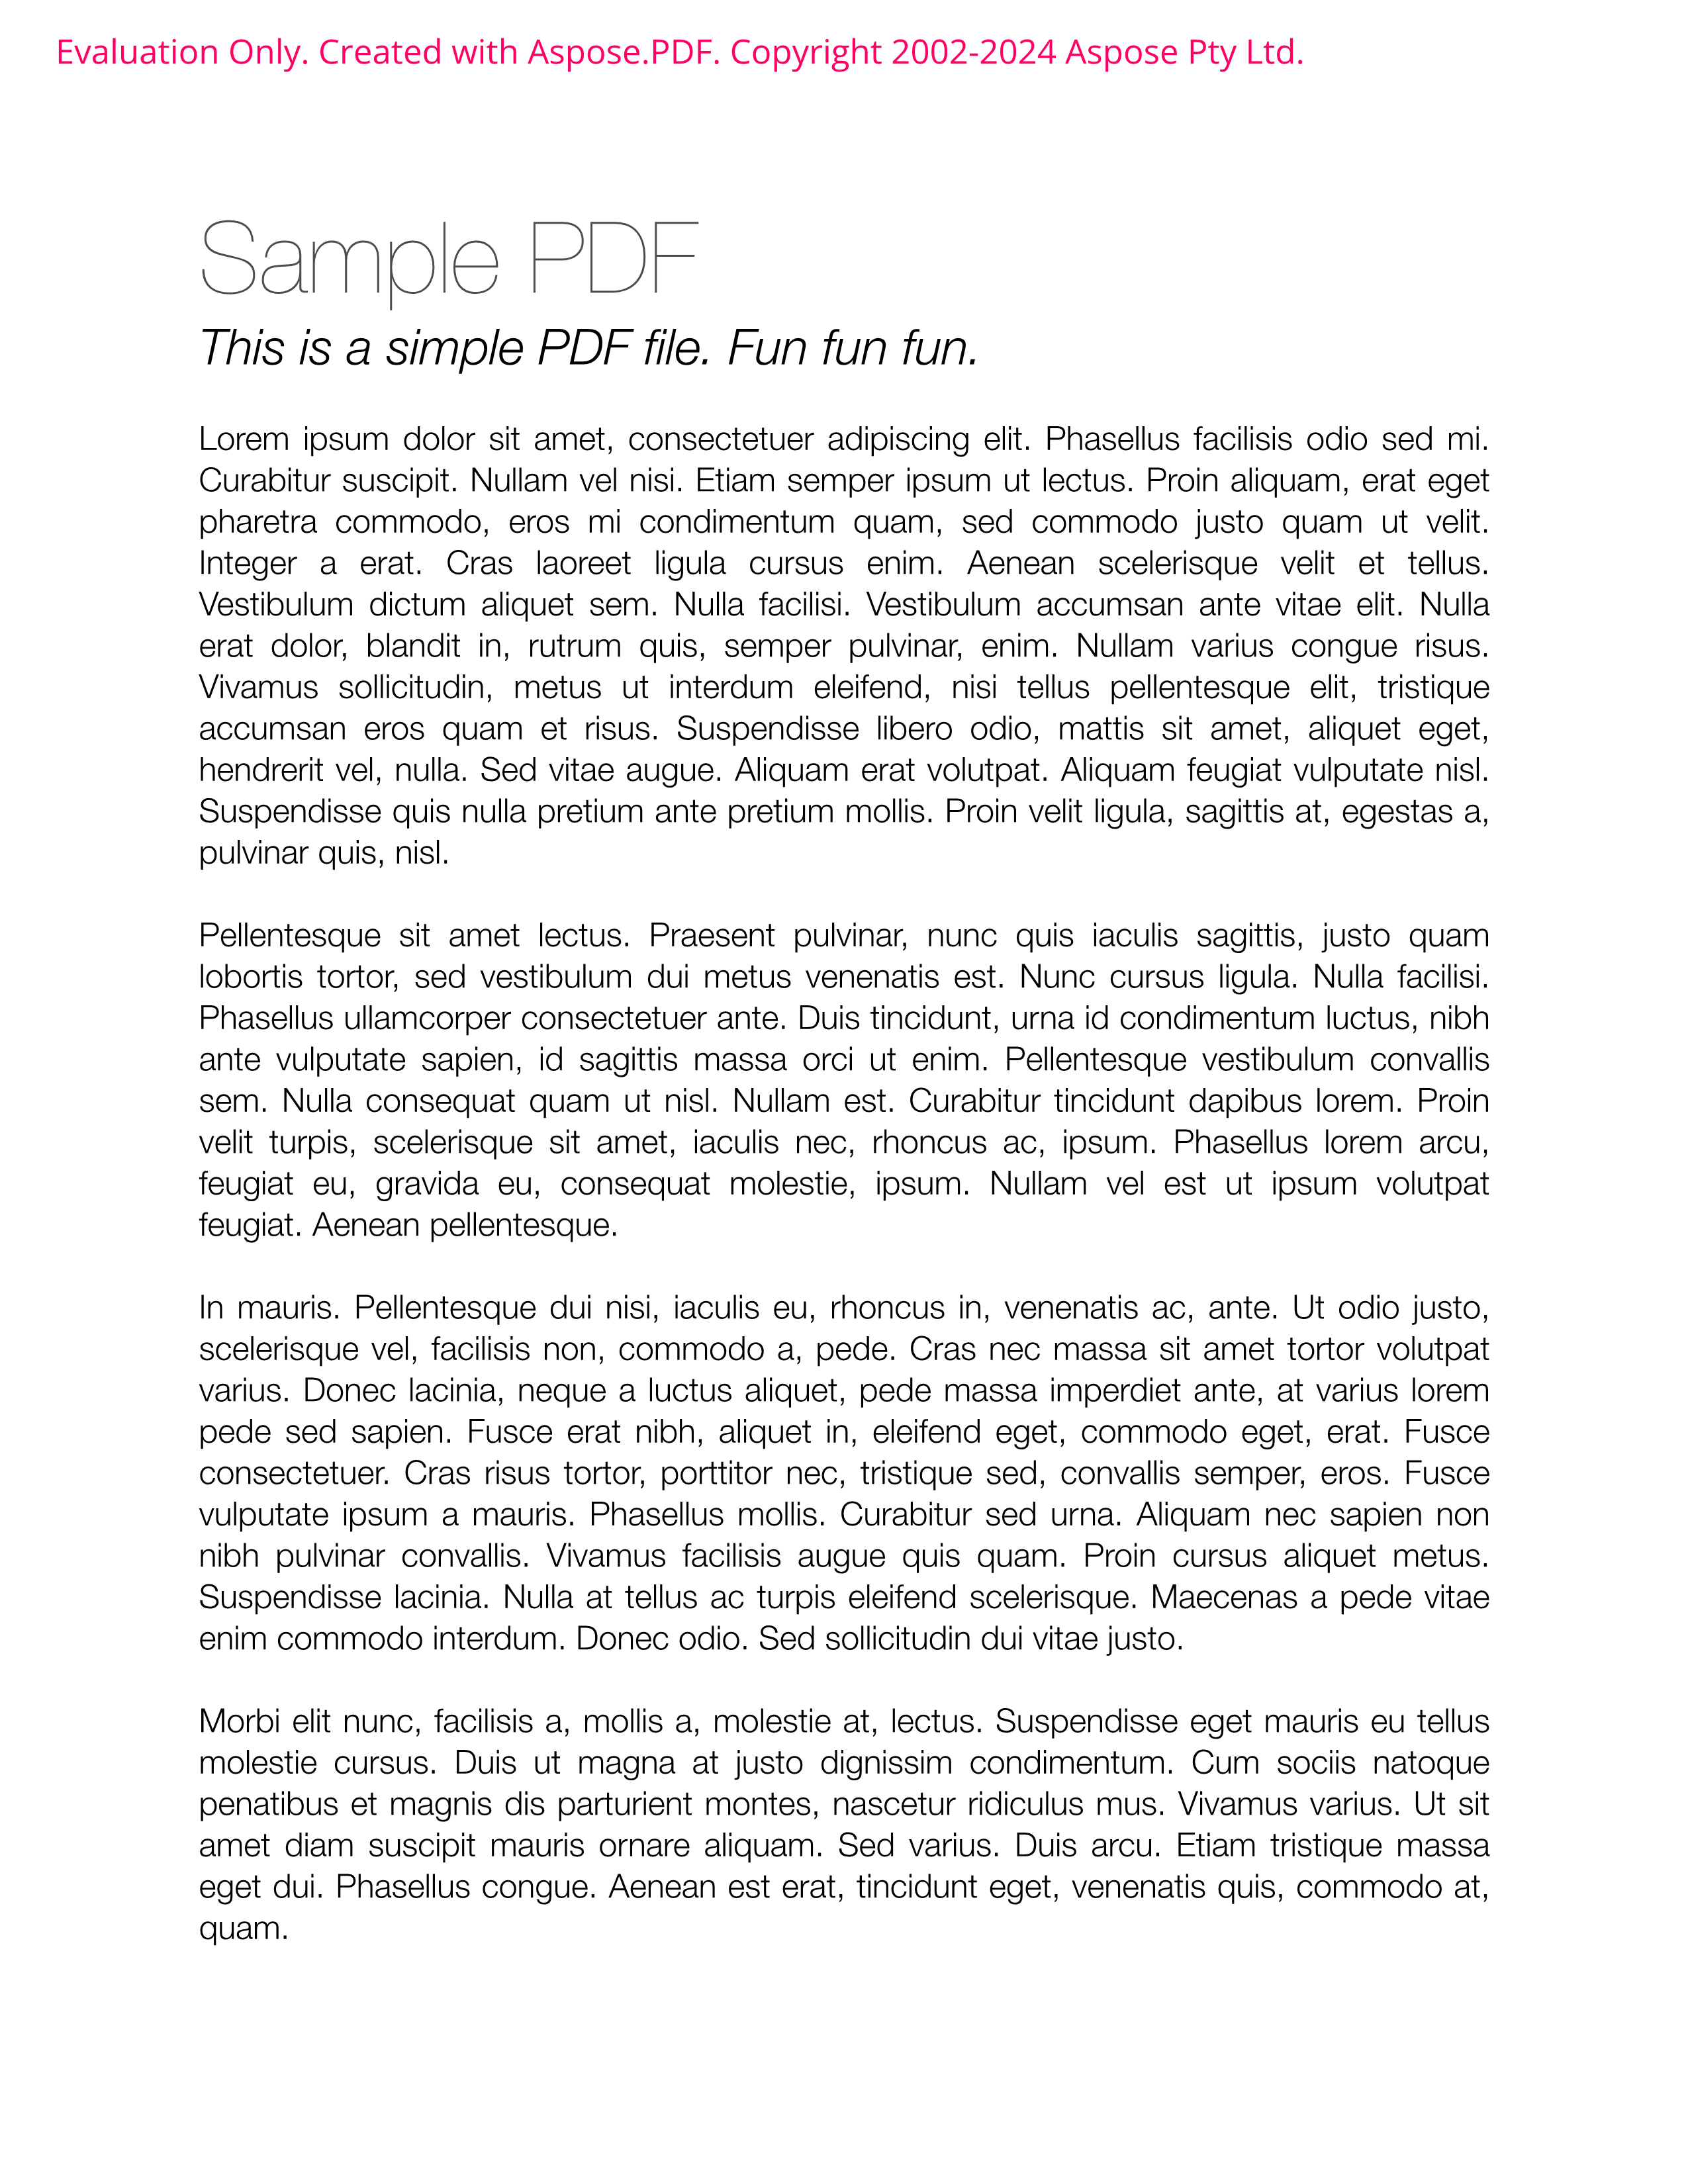 Evaluation Only. Created with Aspose.PDF. Copyright 2002-2024 Aspose Pty Ltd.
Sample PDF
This is a simple PDF file. Fun fun fun.
Lorem ipsum dolor sit amet, consectetuer adipiscing elit. Phasellus facilisis odio sed mi.
Curabitur suscipit. Nullam vel nisi. Etiam semper ipsum ut lectus. Proin aliquam, erat eget
pharetra commodo, eros mi condimentum quam, sed commodo justo quam ut velit.
Integer a erat. Cras laoreet ligula cursus enim. Aenean scelerisque velit et tellus.
Vestibulum dictum aliquet sem. Nulla facilisi. Vestibulum accumsan ante vitae elit. Nulla
erat dolor, blandit in, rutrum quis, semper pulvinar, enim. Nullam varius congue risus.
Vivamus sollicitudin, metus ut interdum eleifend, nisi tellus pellentesque elit, tristique
accumsan eros quam et risus. Suspendisse libero odio, mattis sit amet, aliquet eget,
hendrerit vel, nulla. Sed vitae augue. Aliquam erat volutpat. Aliquam feugiat vulputate nisl.
Suspendisse quis nulla pretium ante pretium mollis. Proin velit ligula, sagittis at, egestas a,
pulvinar quis, nisl.
Pellentesque sit amet lectus. Praesent pulvinar, nunc quis iaculis sagittis, justo quam
lobortis tortor, sed vestibulum dui metus venenatis est. Nunc cursus ligula. Nulla facilisi.
Phasellus ullamcorper consectetuer ante. Duis tincidunt, urna id condimentum luctus, nibh
ante vulputate sapien, id sagittis massa orci ut enim. Pellentesque vestibulum convallis
sem. Nulla consequat quam ut nisl. Nullam est. Curabitur tincidunt dapibus lorem. Proin
velit turpis, scelerisque sit amet, iaculis nec, rhoncus ac, ipsum. Phasellus lorem arcu,
feugiat eu, gravida eu, consequat molestie, ipsum. Nullam vel est ut ipsum volutpat
feugiat. Aenean pellentesque.
In mauris. Pellentesque dui nisi, iaculis eu, rhoncus in, venenatis ac, ante. Ut odio justo,
scelerisque vel, facilisis non, commodo a, pede. Cras nec massa sit amet tortor volutpat
varius. Donec lacinia, neque a luctus aliquet, pede massa imperdiet ante, at varius lorem
pede sed sapien. Fusce erat nibh, aliquet in, eleifend eget, commodo eget, erat. Fusce
consectetuer. Cras risus tortor, porttitor nec, tristique sed, convallis semper, eros. Fusce
vulputate ipsum a mauris. Phasellus mollis. Curabitur sed urna. Aliquam nec sapien non
nibh pulvinar convallis. Vivamus facilisis augue quis quam. Proin cursus aliquet metus.
Suspendisse lacinia. Nulla at tellus ac turpis eleifend scelerisque. Maecenas a pede vitae
enim commodo interdum. Donec odio. Sed sollicitudin dui vitae justo.
Morbi elit nunc, facilisis a, mollis a, molestie at, lectus. Suspendisse eget mauris eu tellus
molestie cursus. Duis ut magna at justo dignissim condimentum. Cum sociis natoque
penatibus et magnis dis parturient montes, nascetur ridiculus mus. Vivamus varius. Ut sit
amet diam suscipit mauris ornare aliquam. Sed varius. Duis arcu. Etiam tristique massa
eget dui. Phasellus congue. Aenean est erat, tincidunt eget, venenatis quis, commodo at,
quam.